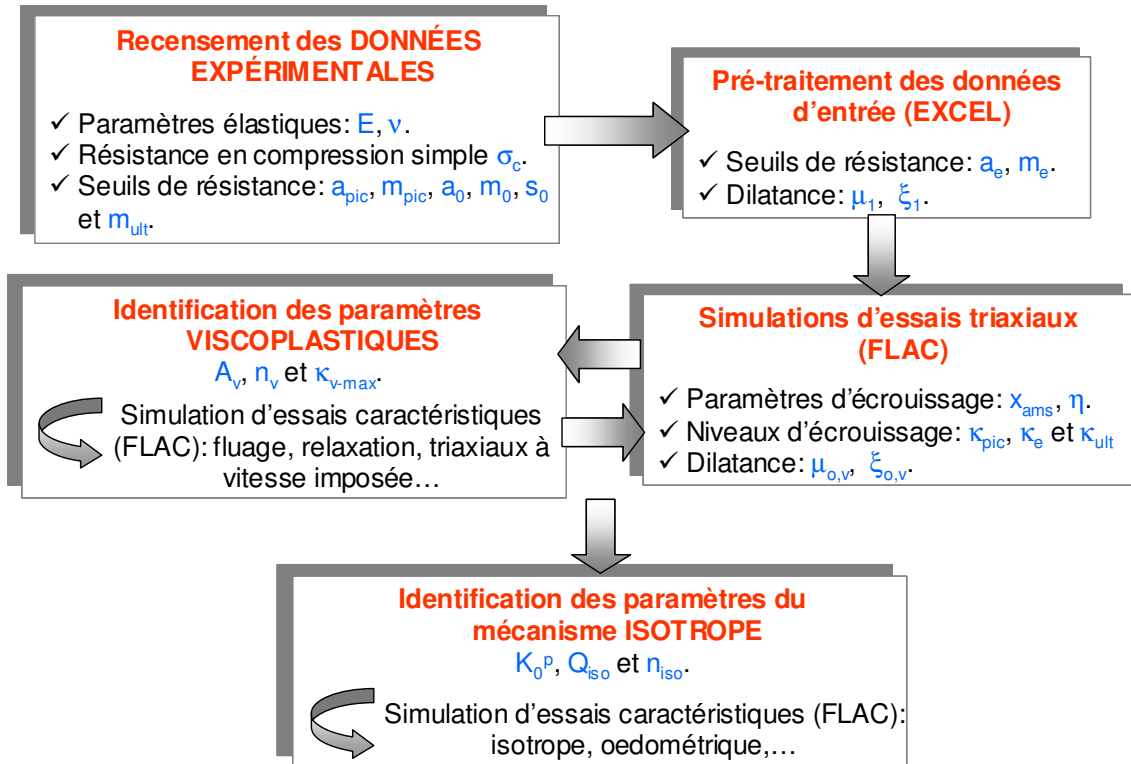 Recensement des DONNÉES
EXPÉRIMENTALES
✓ Paramètres élastiques: E, ν.
✓ Résistance en compression simple σc.
✓ Seuils de résistance: apic, mpic, a0, m0, s0
et mult.
Pré-traitement des données
d'entrée (EXCEL)
✓ Seuils de résistance: ae, me.
✓ Dilatance: μ1, ξ1.
Simulations d'essais triaxiaux
(FLAC)
✓ Paramètres d'écrouissage: xams, η.
✓ Niveaux d'écrouissage: κpic, κe et κult
✓ Dilatance: μo,v, ξo,v.
Identification des paramètres
VISCOPLASTIQUES
Av, nv et κv-max.
Simulation d'essais caractéristiques
(FLAC): fluage, relaxation, triaxiaux à
vitesse imposée…
Identification des paramètres du
mécanisme ISOTROPE
K0p, Qiso et niso.
Simulation d'essais caractéristiques (FLAC):
isotrope, oedométrique,…